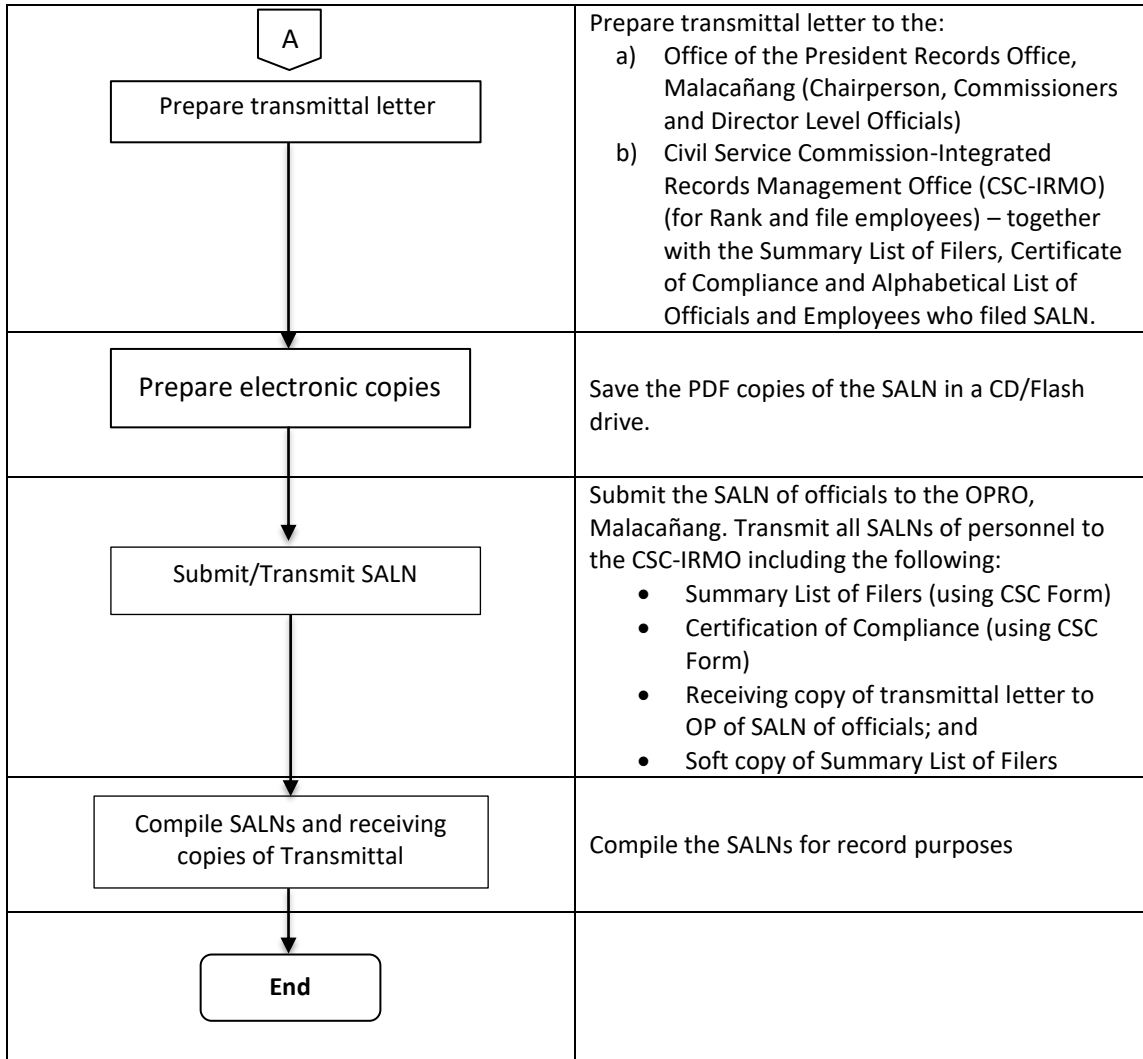 A
Prepare transmittal letter
Prepare transmittal letter to the:
a) Office of the President Records Office,
Malacañang (Chairperson, Commissioners
and Director Level Officials)
b) Civil Service Commission-Integrated
Records Management Office (CSC-IRMO)
(for Rank and file employees) – together
with the Summary List of Filers, Certificate
of Compliance and Alphabetical List of
Officials and Employees who filed SALN.
Prepare electronic copies
Save the PDF copies of the SALN in a CD/Flash
drive.
Submit/Transmit SALN
Submit the SALN of officials to the OPRO,
Malacañang. Transmit all SALNs of personnel to
the CSC-IRMO including the following:
• Summary List of Filers (using CSC Form)
• Certification of Compliance (using CSC
Form)
• Receiving copy of transmittal letter to
OP of SALN of officials; and
• Soft copy of Summary List of Filers
Compile SALNs and receiving
copies of Transmittal
Compile the SALNs for record purposes
End